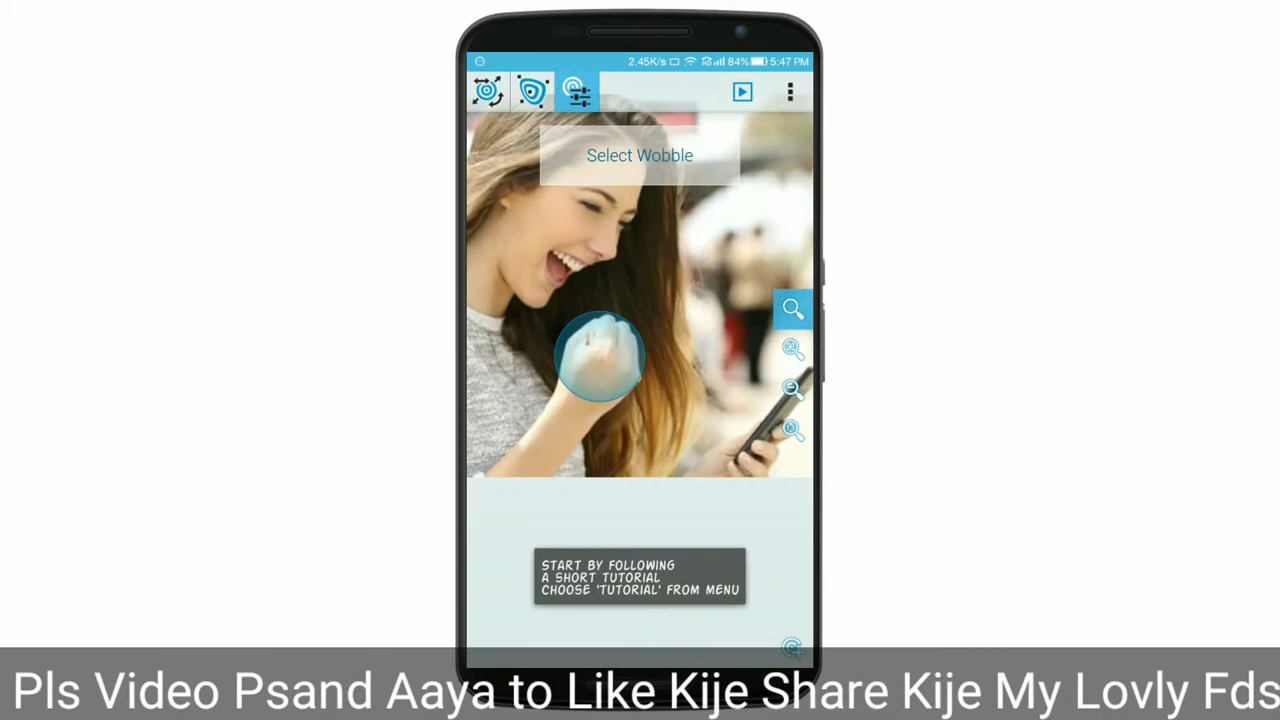 2.45K/s 84% 5:47 PM
Select Wobble
START BY FOLLOWING
A SHORT TUTORIAL
CHOOSE 'TUTORIAL' FROM MENU
Pls Video Psand Aaya to Like Kije Share Kije My Lovly Fds